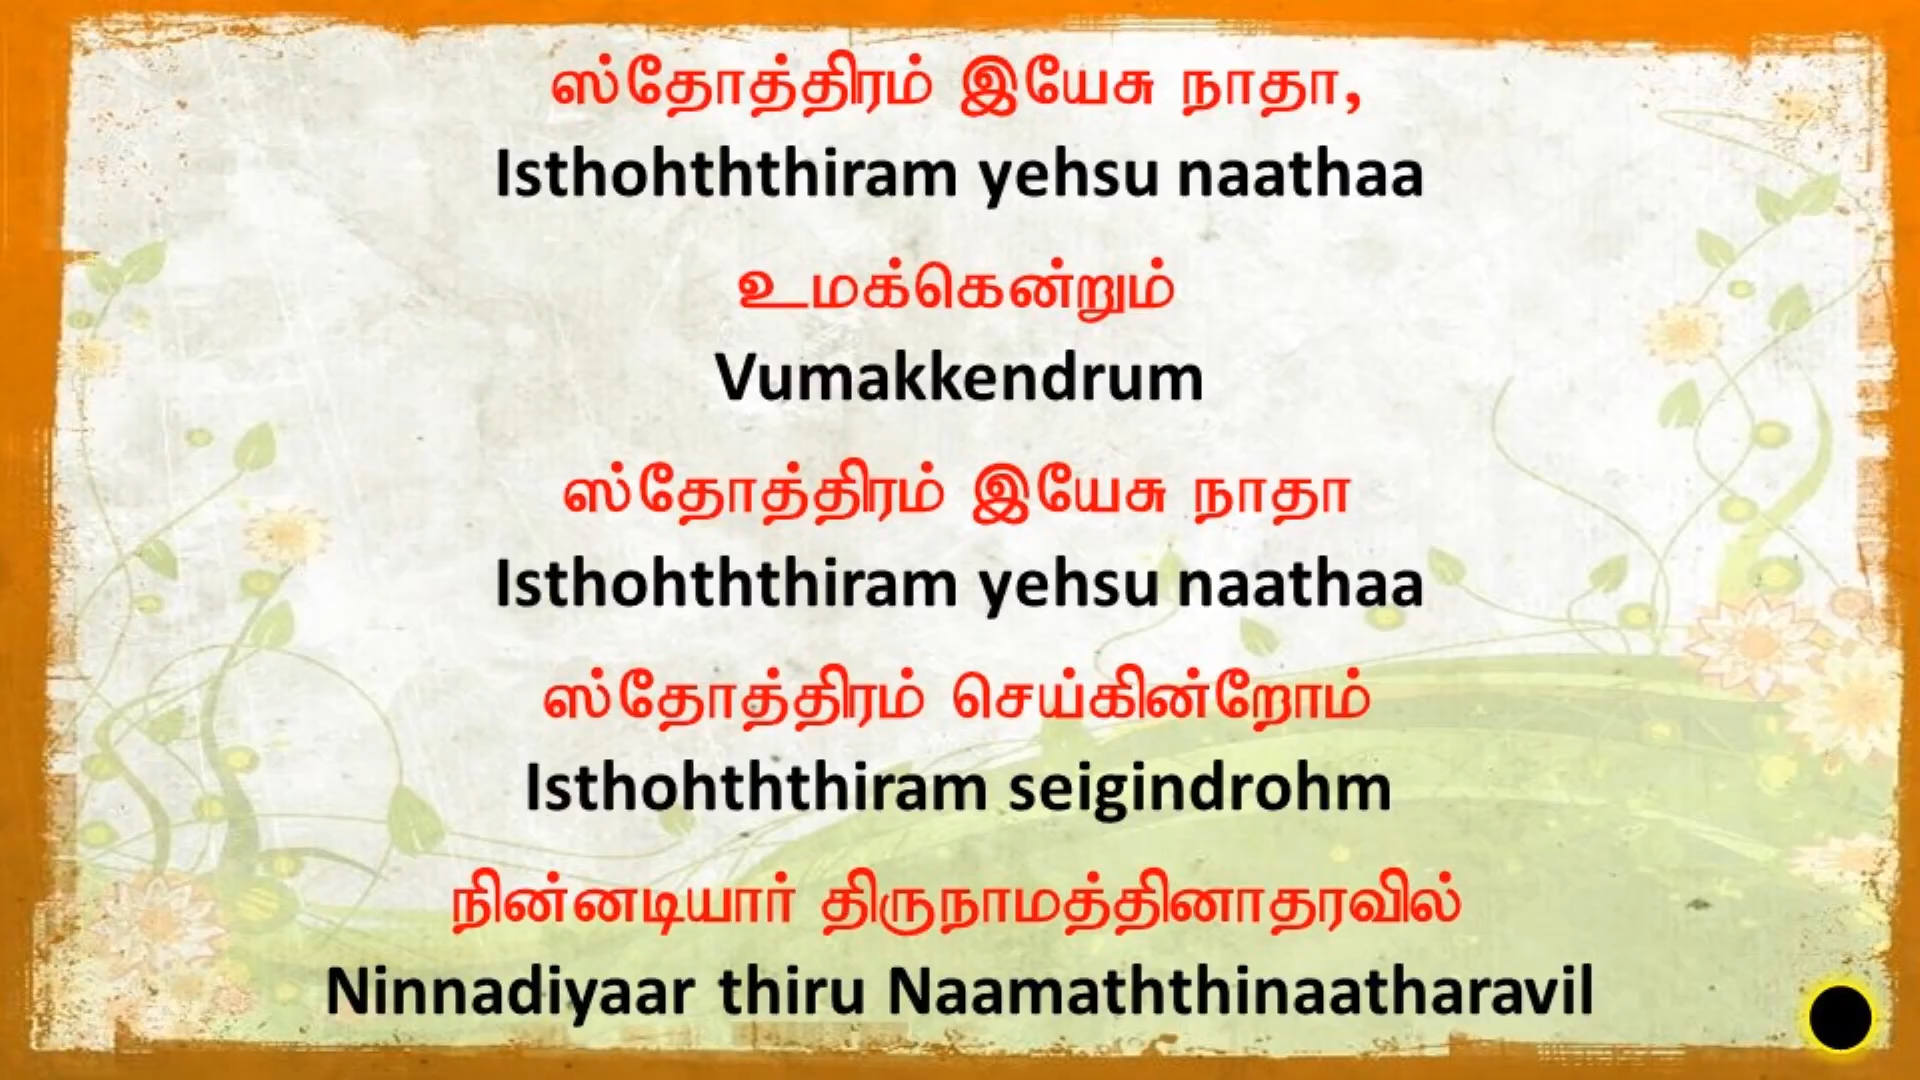 ஸ்தோத்திரம் இயேசு நாதா,
Isthohththiram yehsu naathaa
உமக்கென்றும்
Vumakkendrum
ஸ்தோத்திரம் இயேசு நாதா
Isthohththiram yehsu naathaa
ஸ்தோத்திரம் செய்கின்றோம்
Isthohththiram seigindrohm
நின்னடியார் திருநாமத்தினாதரவில்
Ninnadiyaar thiru Naamaththinaatharavil